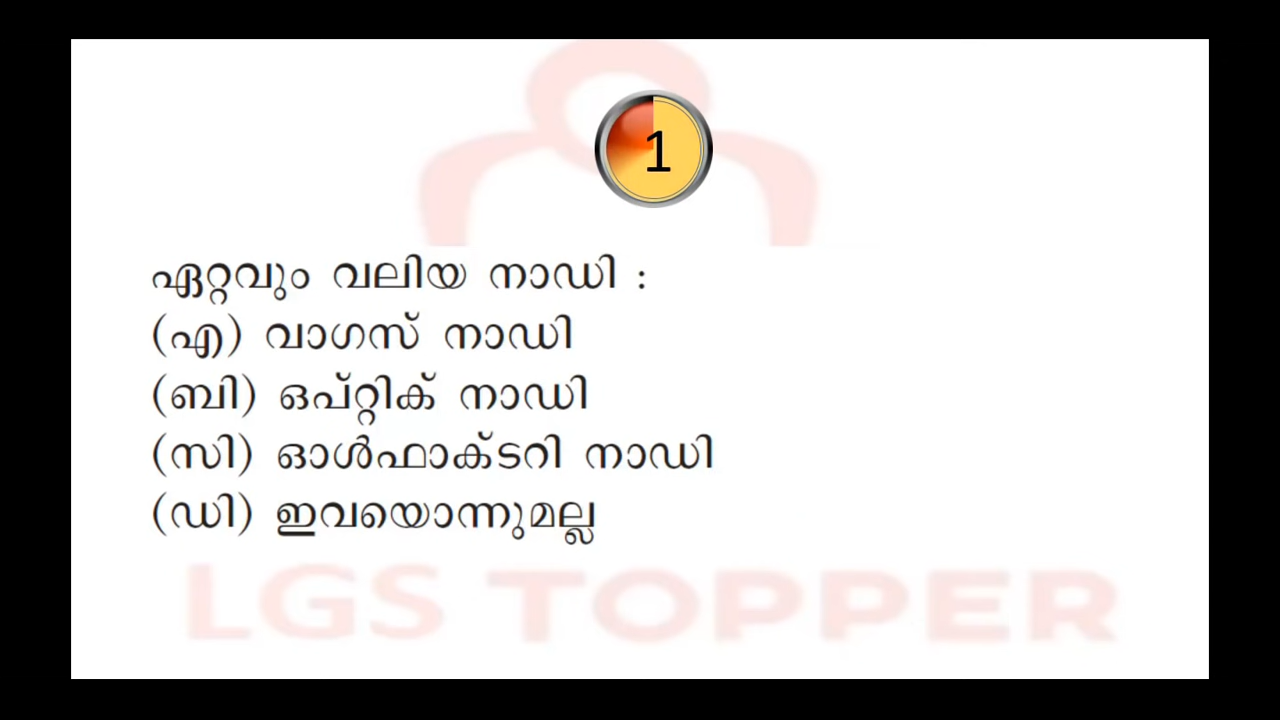 1
ഏറ്റവും വലിയ നാഡി :
(എ) വാഗസ് നാഡി
(ബി) ഒപ്റ്റിക് നാഡി
(സി) ഓൾഫാക്ടറി നാഡി
(ഡി) ഇവയൊന്നുമല്ല
LGS TOPPER